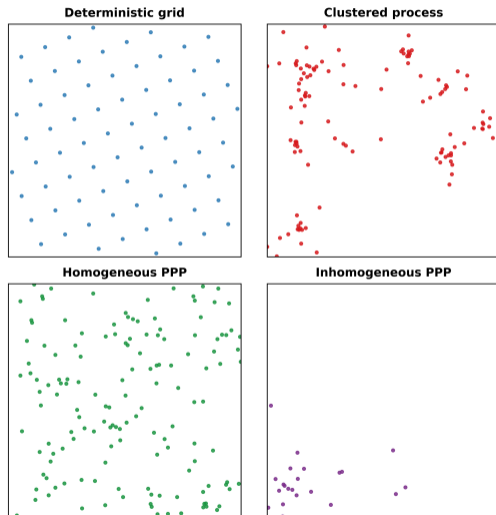 Deterministic grid
Clustered process
Homogeneous PPP
Inhomogeneous PPP